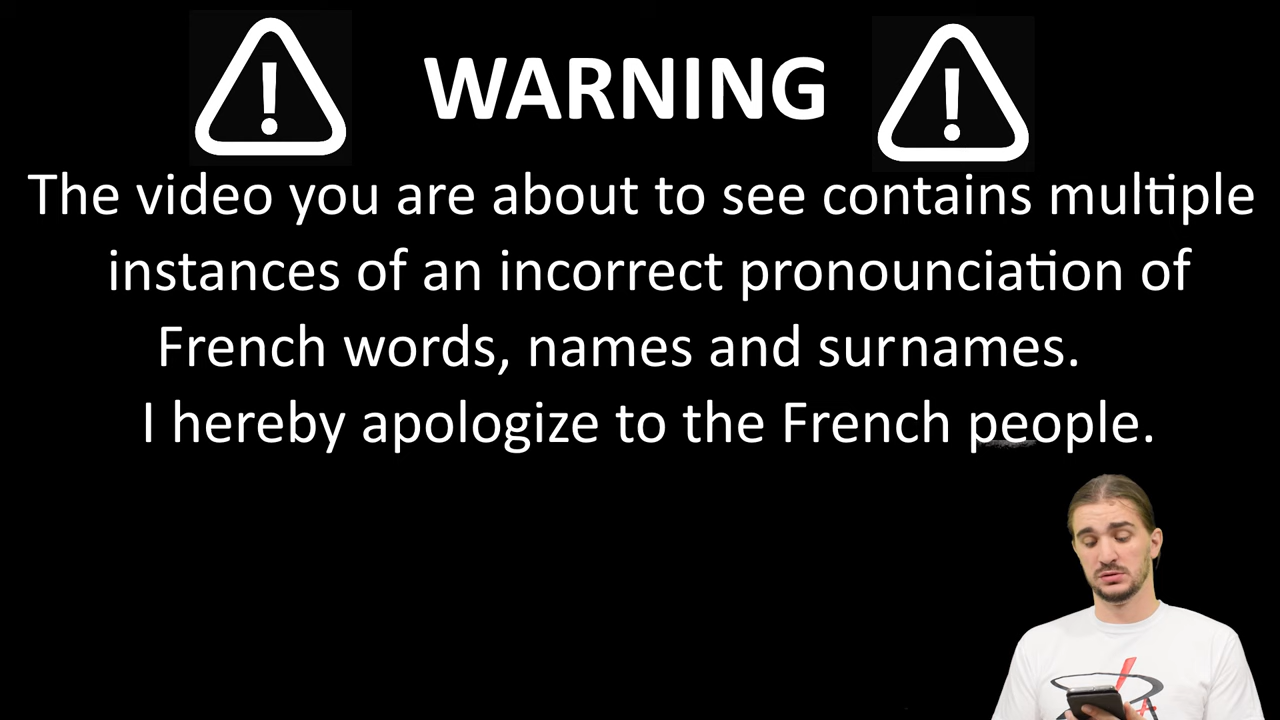 WARNING
The video you are about to see contains multiple
instances of an incorrect pronounciation of
French words, names and surnames.
I hereby apologize to the French people.